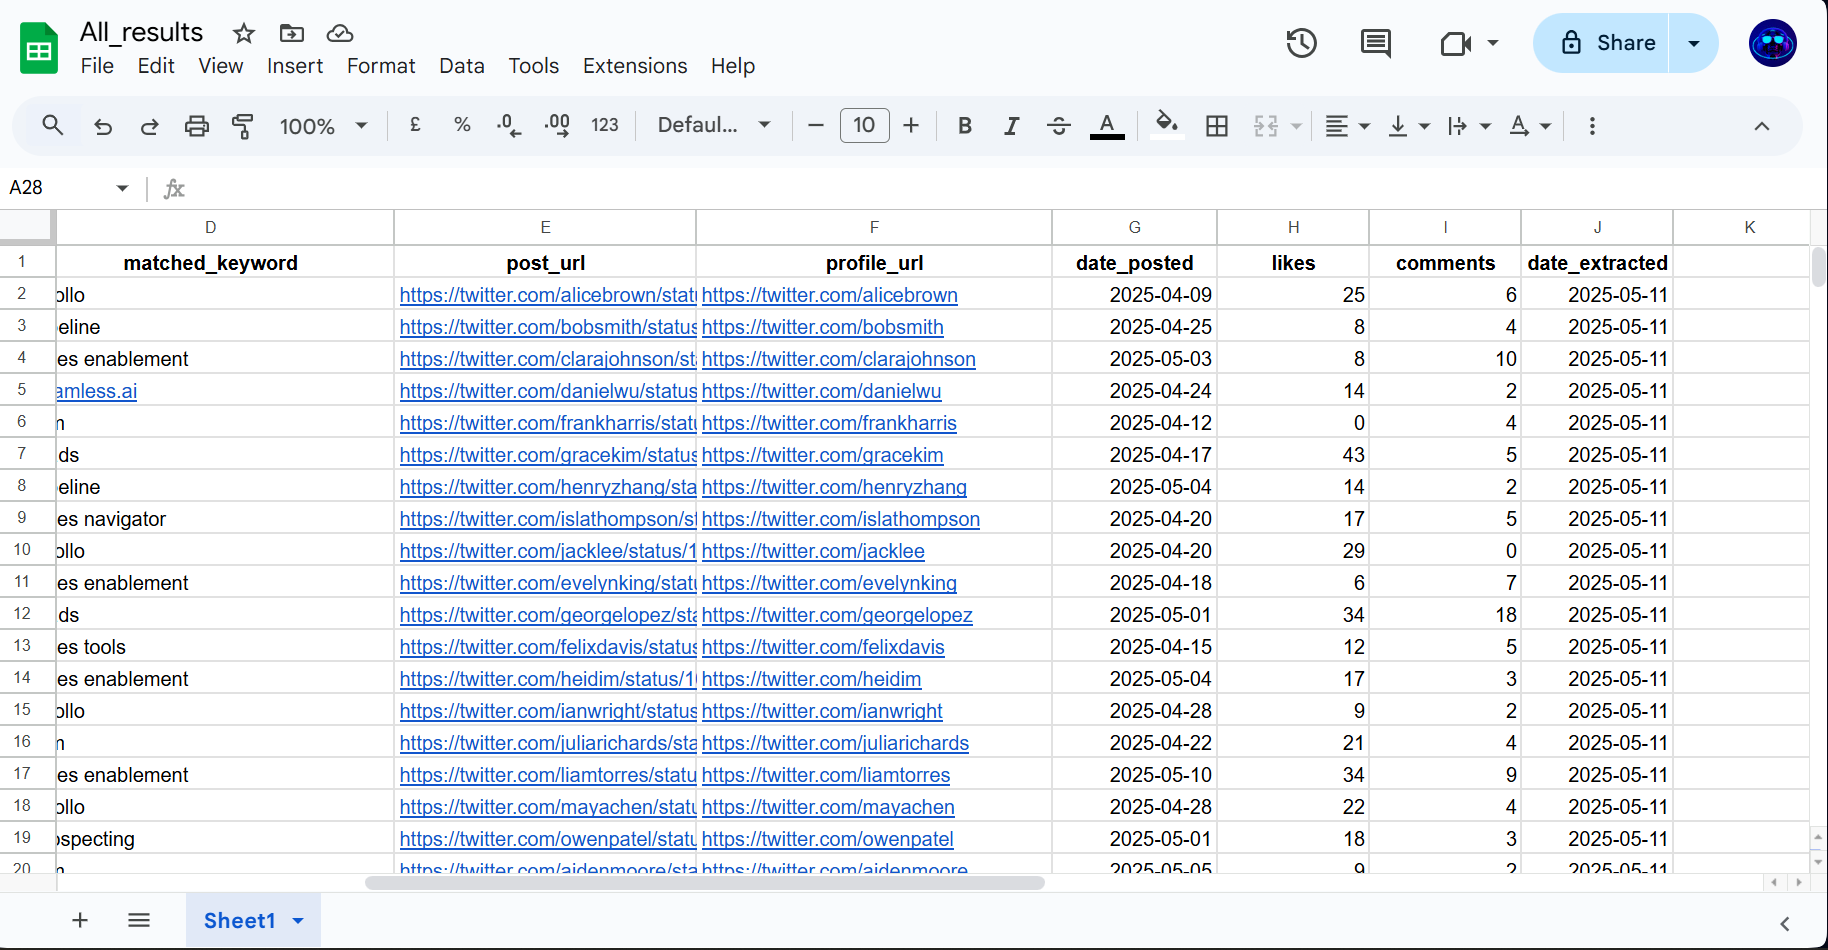 All_results
File Edit View Insert Format Data Tools Extensions Help
Share
100% £ % .0 .00 123 Defaul... 10 B I A
A28 fx
D E F G H I J K
1 matched_keyword post_url profile_url date_posted likes comments date_extracted
2 ollo https://twitter.com/alicebrown/stat https://twitter.com/alicebrown 2025-04-09 25 6 2025-05-11
3 eline https://twitter.com/bobsmith/status https://twitter.com/bobsmith 2025-04-25 8 4 2025-05-11
4 es enablement https://twitter.com/clarajohnson/st https://twitter.com/clarajohnson 2025-05-03 8 10 2025-05-11
5 amless.ai https://twitter.com/danielwu/status https://twitter.com/danielwu 2025-04-24 14 2 2025-05-11
6 https://twitter.com/frankharris/stat https://twitter.com/frankharris 2025-04-12 0 4 2025-05-11
7 ds https://twitter.com/gracekim/status https://twitter.com/gracekim 2025-04-17 43 5 2025-05-11
8 eline https://twitter.com/henryzhang/sta https://twitter.com/henryzhang 2025-05-04 14 2 2025-05-11
9 es navigator https://twitter.com/islathompson/st https://twitter.com/islathompson 2025-04-20 17 5 2025-05-11
10 ollo https://twitter.com/jacklee/status/1 https://twitter.com/jacklee 2025-04-20 29 0 2025-05-11
11 es enablement https://twitter.com/evelynking/stat https://twitter.com/evelynking 2025-04-18 6 7 2025-05-11
12 ds https://twitter.com/georgelopez/sta https://twitter.com/georgelopez 2025-05-01 34 18 2025-05-11
13 es tools https://twitter.com/felixdavis/status https://twitter.com/felixdavis 2025-04-15 12 5 2025-05-11
14 es enablement https://twitter.com/heidim/status/1 https://twitter.com/heidim 2025-05-04 17 3 2025-05-11
15 ollo https://twitter.com/ianwright/status https://twitter.com/ianwright 2025-04-28 9 2 2025-05-11
16 https://twitter.com/juliarichards/sta https://twitter.com/juliarichards 2025-04-22 21 4 2025-05-11
17 es enablement https://twitter.com/liamtorres/statu https://twitter.com/liamtorres 2025-05-10 34 9 2025-05-11
18 ollo https://twitter.com/mayachen/stat https://twitter.com/mayachen 2025-04-28 22 4 2025-05-11
19 ospecting https://twitter.com/owenpatel/statu https://twitter.com/owenpatel 2025-05-01 18 3 2025-05-11
20 https://twitter.com/aidenmoore/sta https://twitter.com/aidenmoore 2025-05-05 9 2 2025-05-11
Sheet1